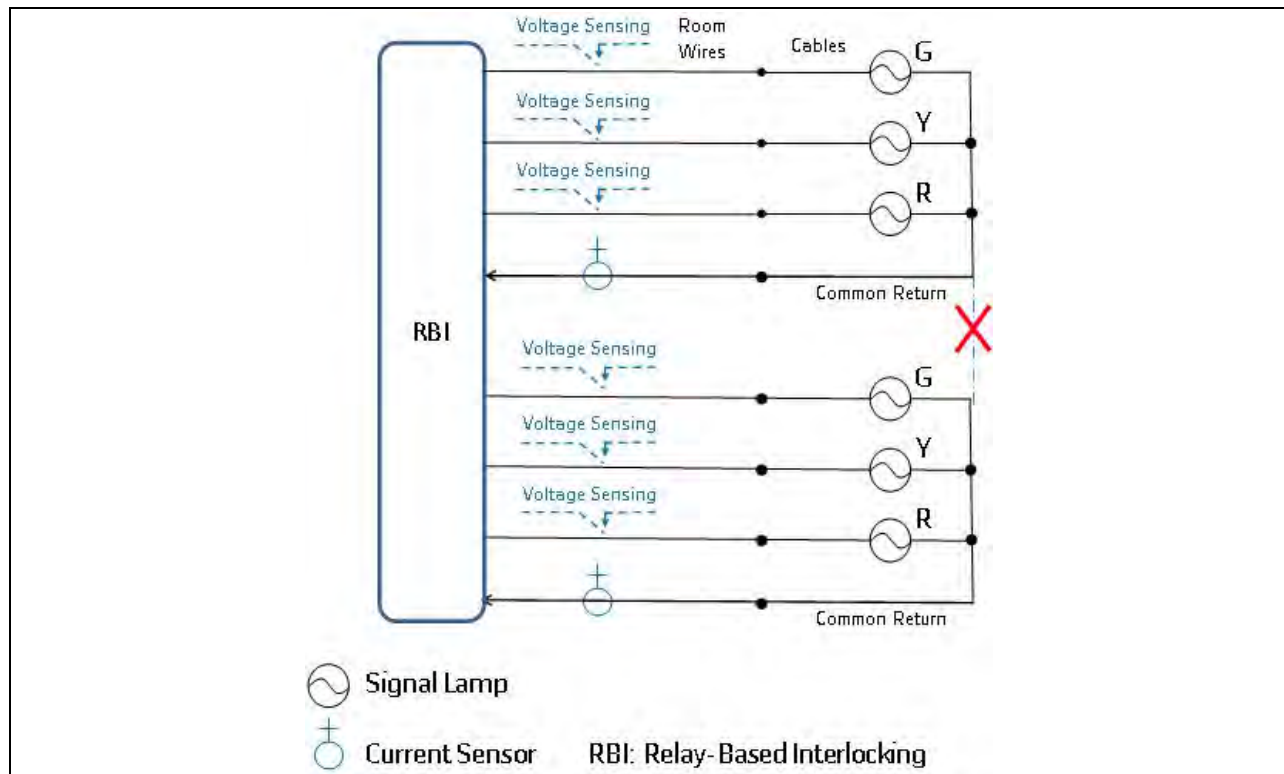 Voltage Sensing
Room
Wires
Cables
G
Voltage Sensing
Y
Voltage Sensing
R
Common Return
RBI
Voltage Sensing
G
Voltage Sensing
Y
Voltage Sensing
R
Common Return
Signal Lamp
Current Sensor
RBI: Relay-Based Interlocking